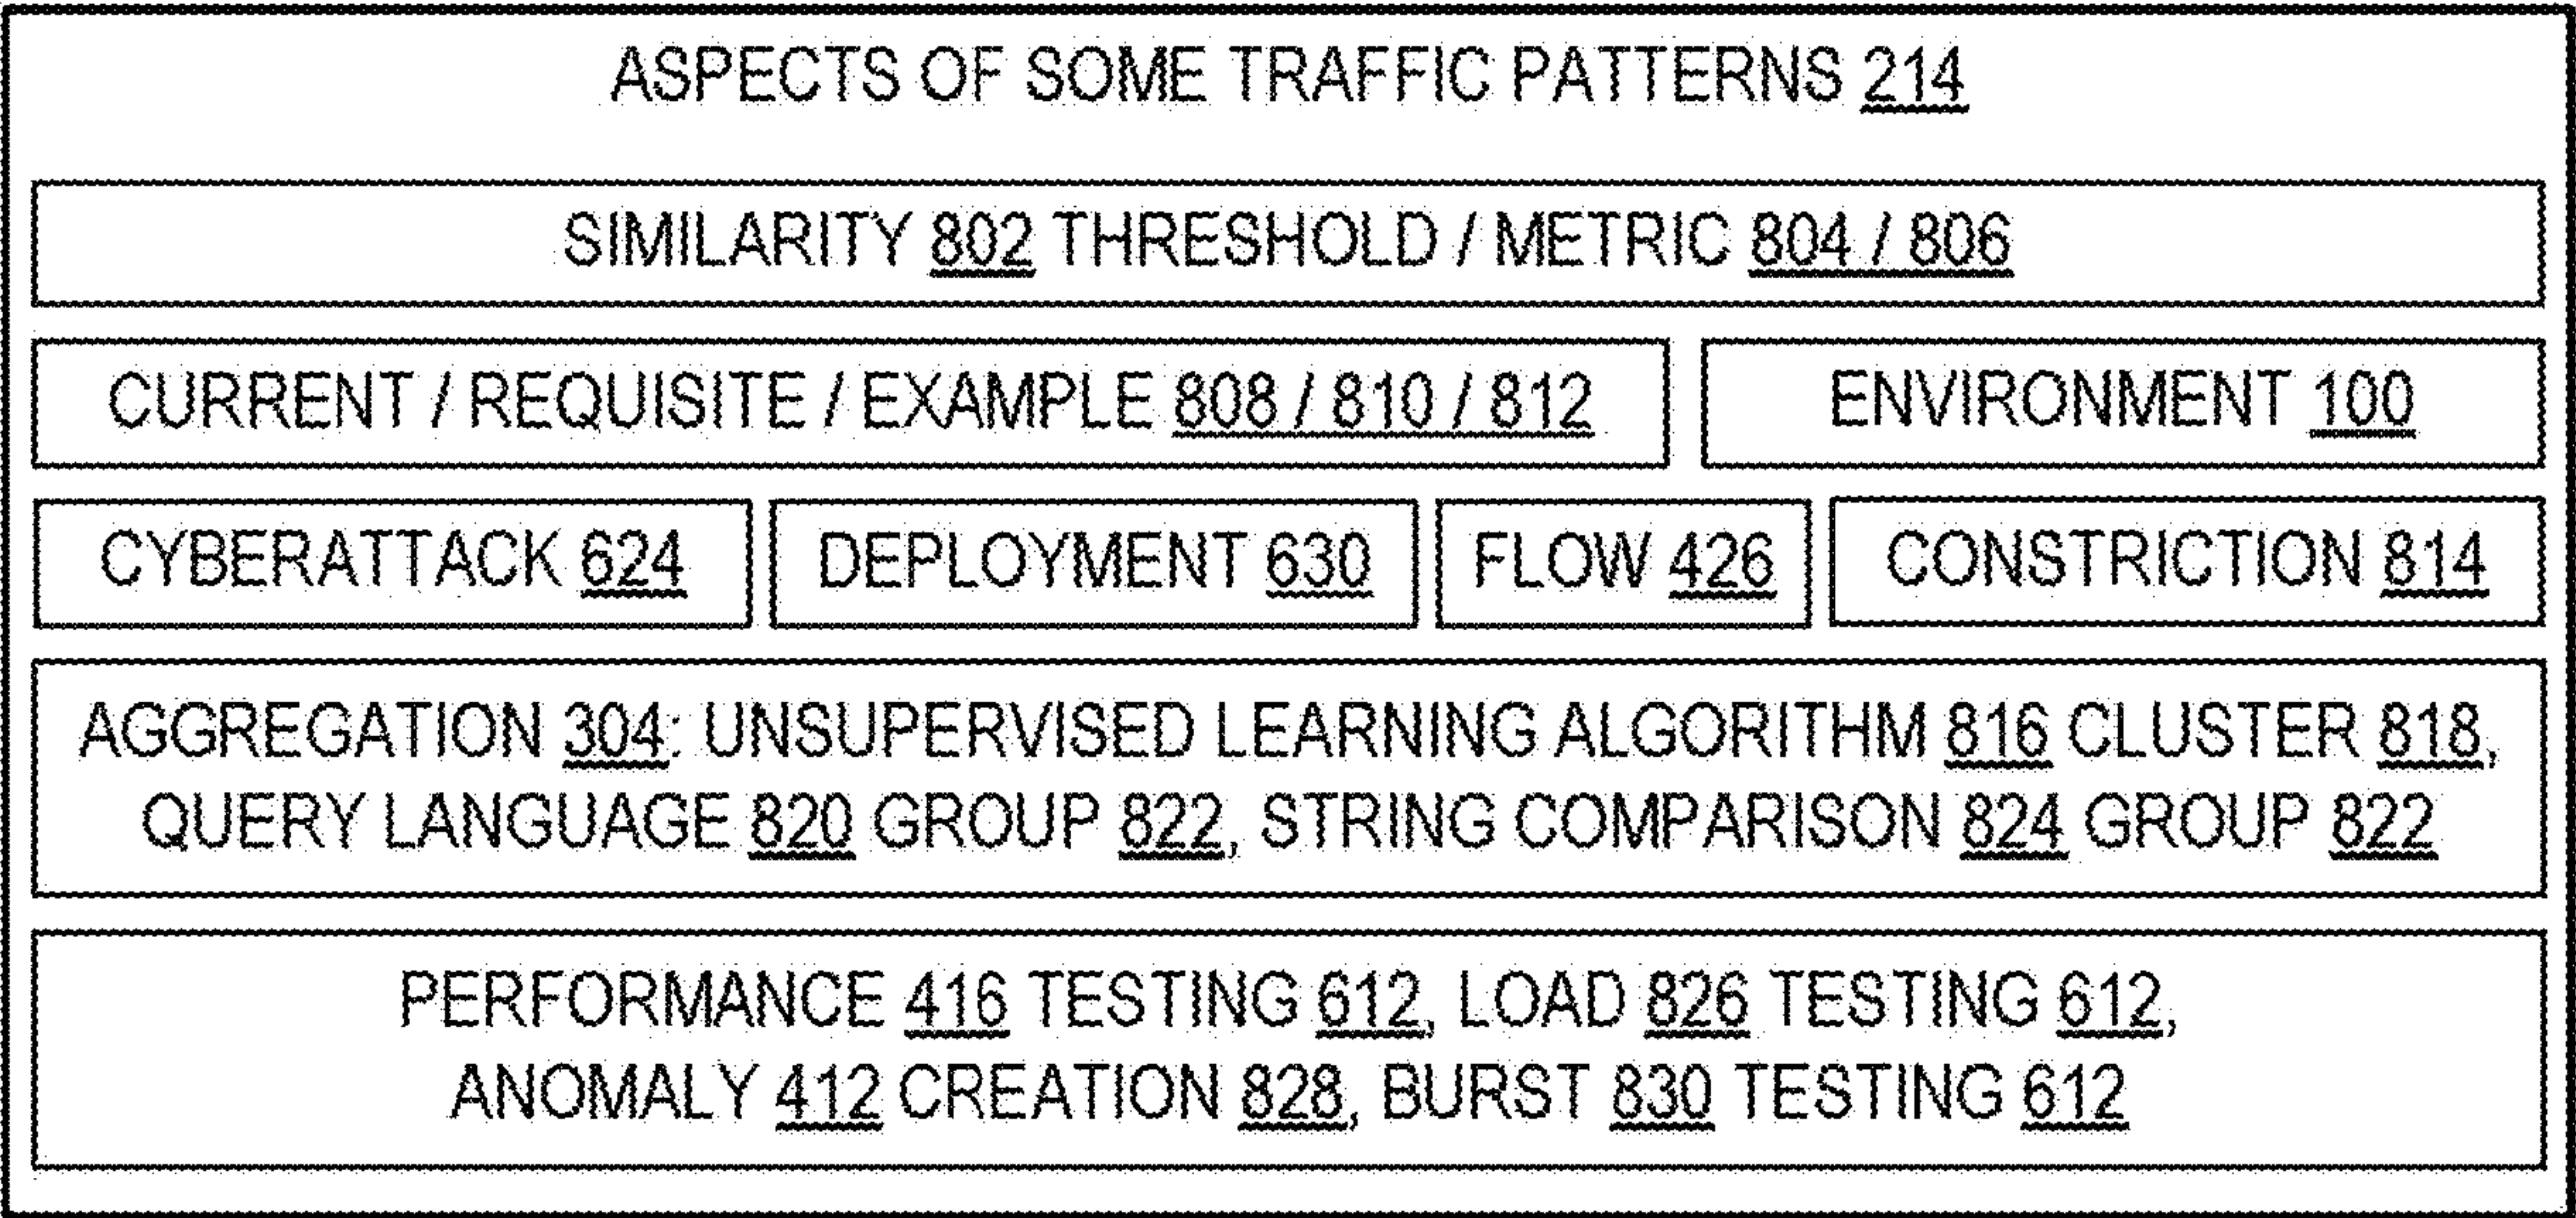 ASPECTS OF SOME TRAFFIC PATTERNS 214
SIMILARITY 802 THRESHOLD / METRIC 804 / 806
CURRENT / REQUISITE / EXAMPLE 808 / 810 / 812
ENVIRONMENT 100
CYBERATTACK 624
DEPLOYMENT 630
FLOW 426
CONSTRICTION 814
AGGREGATION 304: UNSUPERVISED LEARNING ALGORITHM 816 CLUSTER 818,
QUERY LANGUAGE 820 GROUP 822, STRING COMPARISON 824 GROUP 822
PERFORMANCE 416 TESTING 612, LOAD 826 TESTING 612,
ANOMALY 412 CREATION 828, BURST 830 TESTING 612